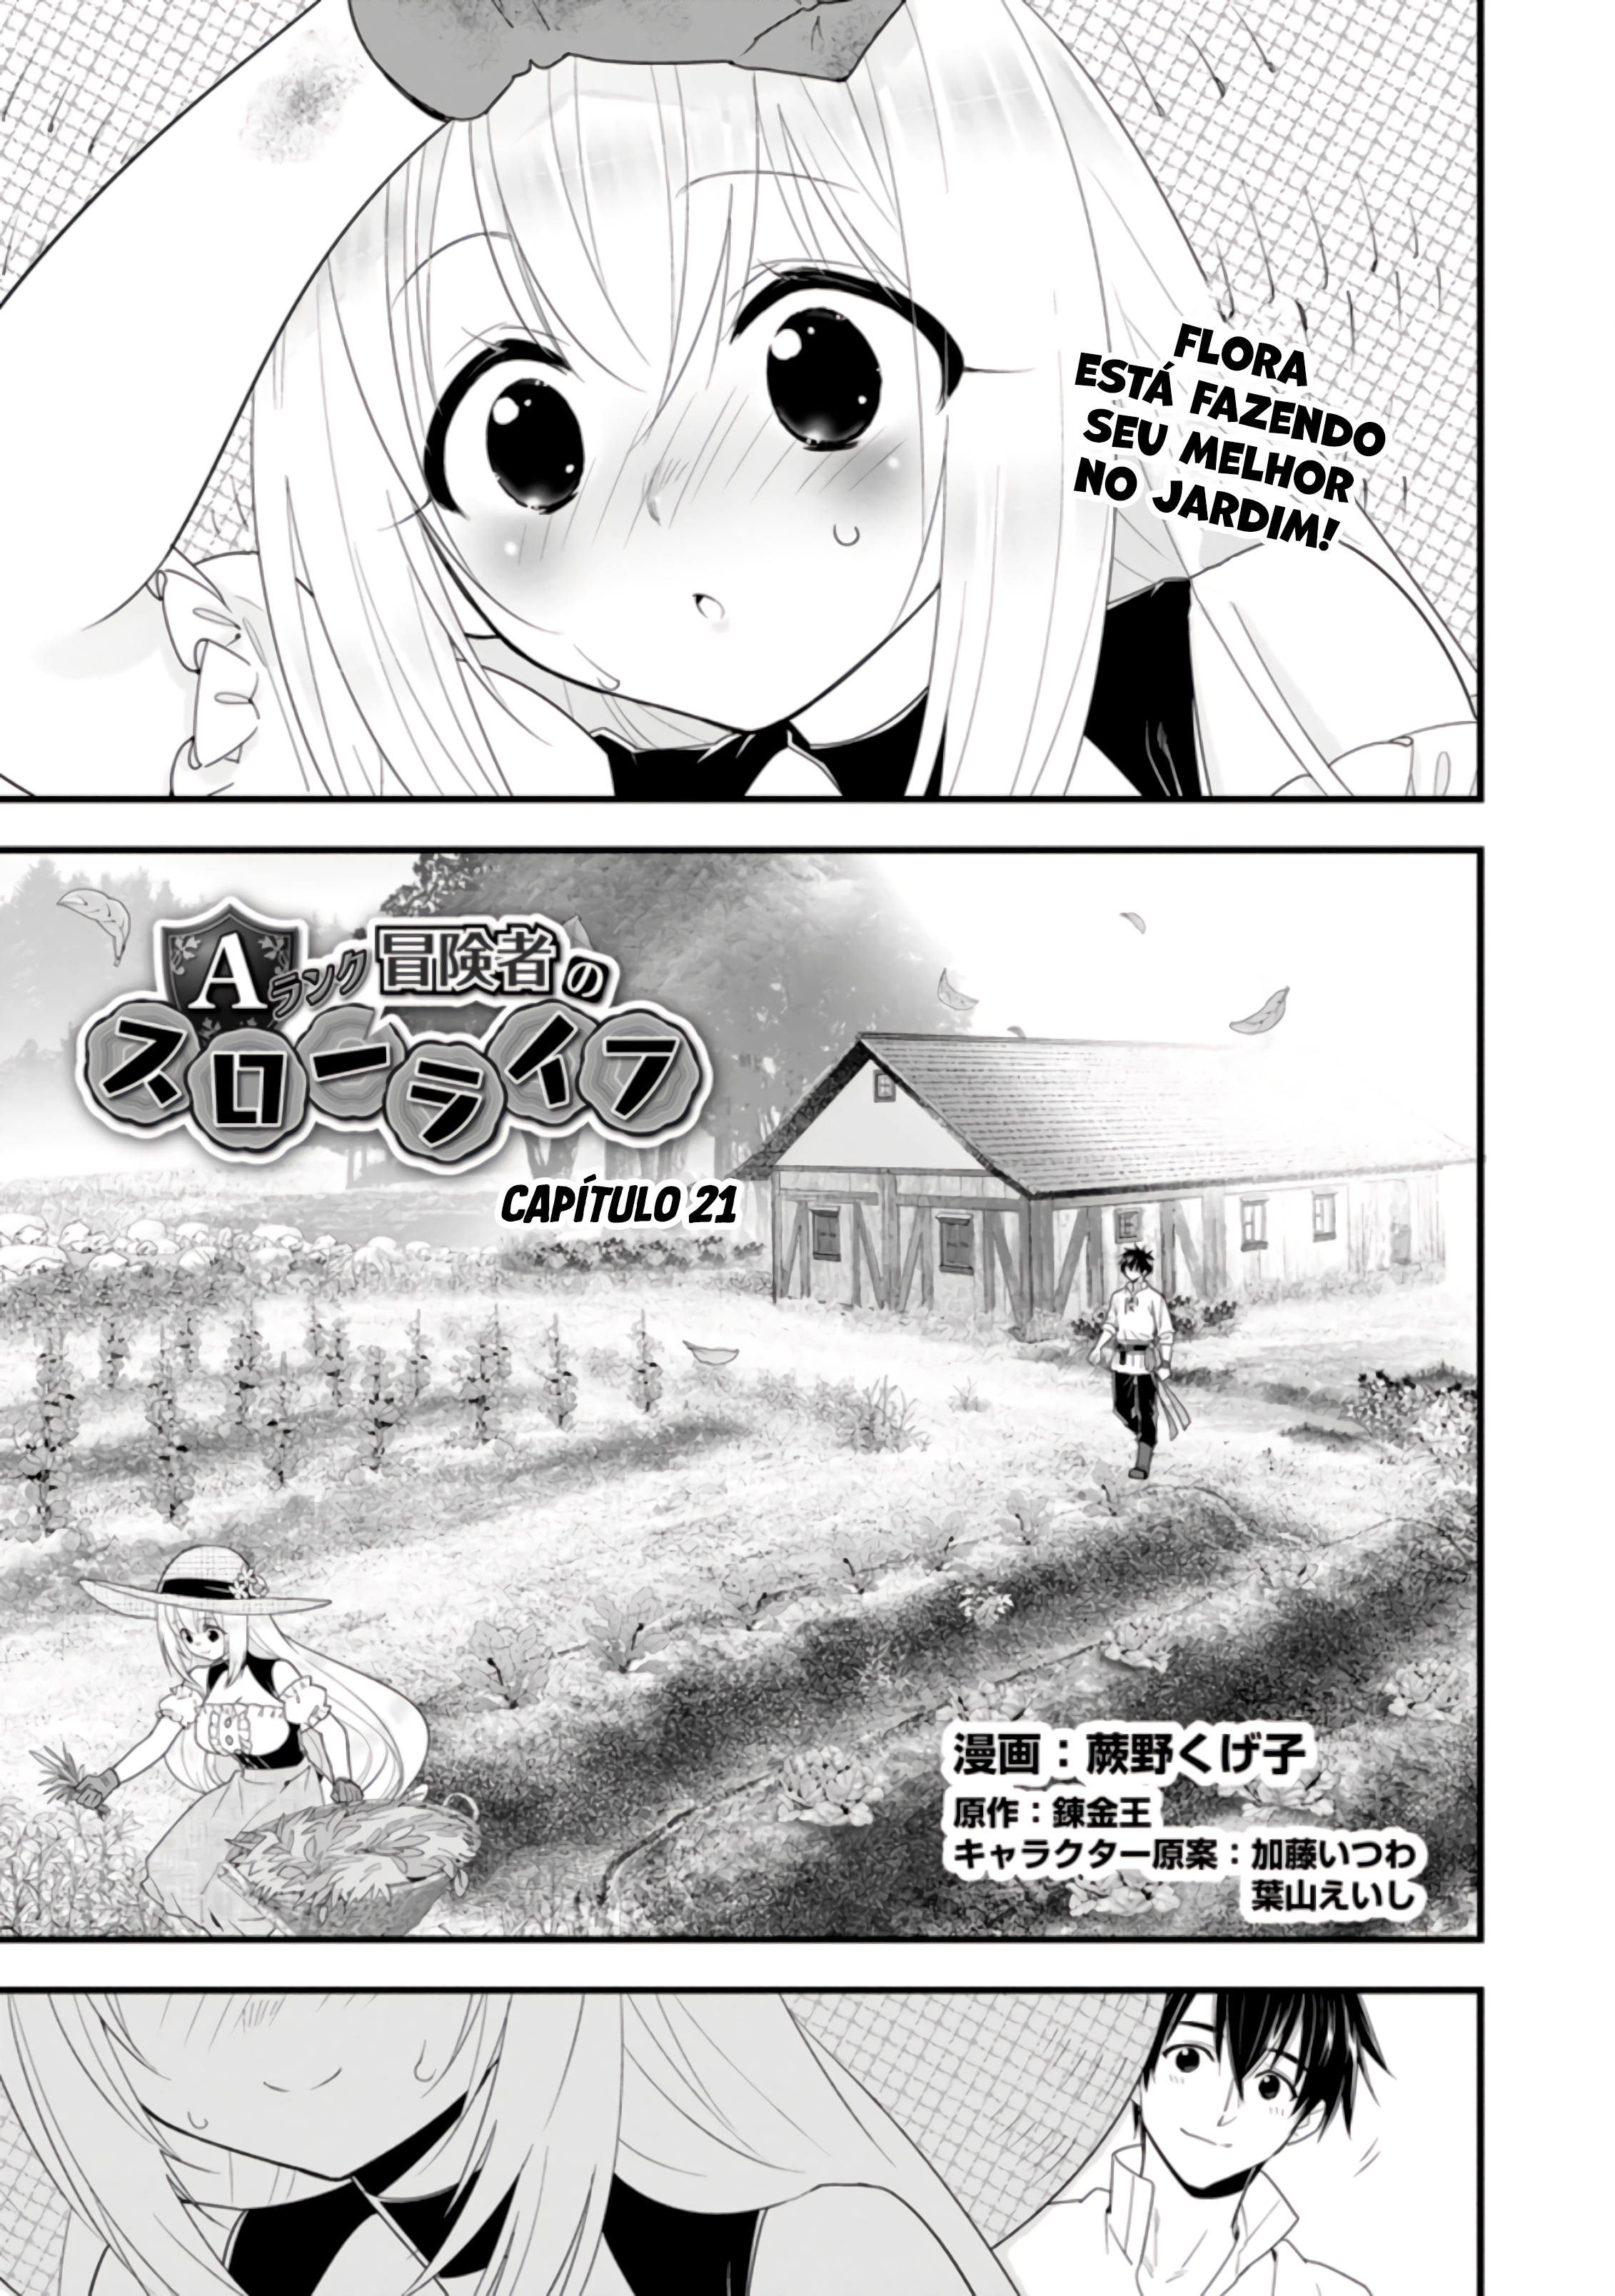 FLORA
ESTÁ FAZENDO
SEU MELHOR
NO JARDIM!
Aランク冒険者の
スローライフ
CAPÍTULO 21
漫画：蕨野くげ子
原作：錬金王
キャラクター原案：加藤いつわ
葉山えいし